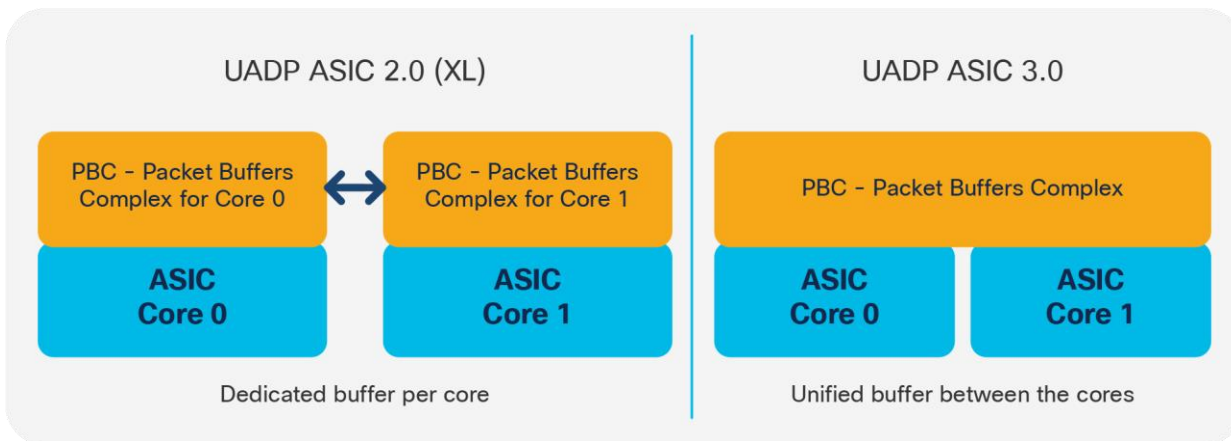 UADP ASIC 2.0 (XL)
PBC - Packet Buffers
Complex for Core 0
PBC - Packet Buffers
Complex for Core 1
ASIC
Core 0
ASIC
Core 1
Dedicated buffer per core
UADP ASIC 3.0
PBC - Packet Buffers Complex
ASIC
Core 0
ASIC
Core 1
Unified buffer between the cores